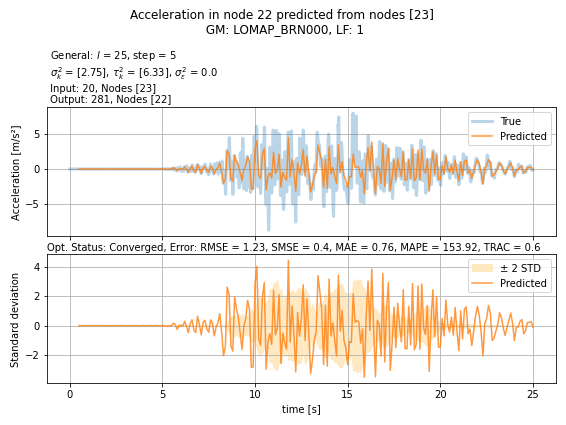 Acceleration in node 22 predicted from nodes [23]
GM: LOMAP_BRN000, LF: 1
General: l = 25, step = 5
σ²ₖ = [2.75], τ²ₖ = [6.33], σ²ε = 0.0
Input: 20, Nodes [23]
Output: 281, Nodes [22]
Acceleration [m/s²]
5
0
−5
True
Predicted
Opt. Status: Converged, Error: RMSE = 1.23, SMSE = 0.4, MAE = 0.76, MAPE = 153.92, TRAC = 0.6
Standard deviation
4
2
0
−2
± 2 STD
Predicted
0 5 10 15 20 25
time [s]